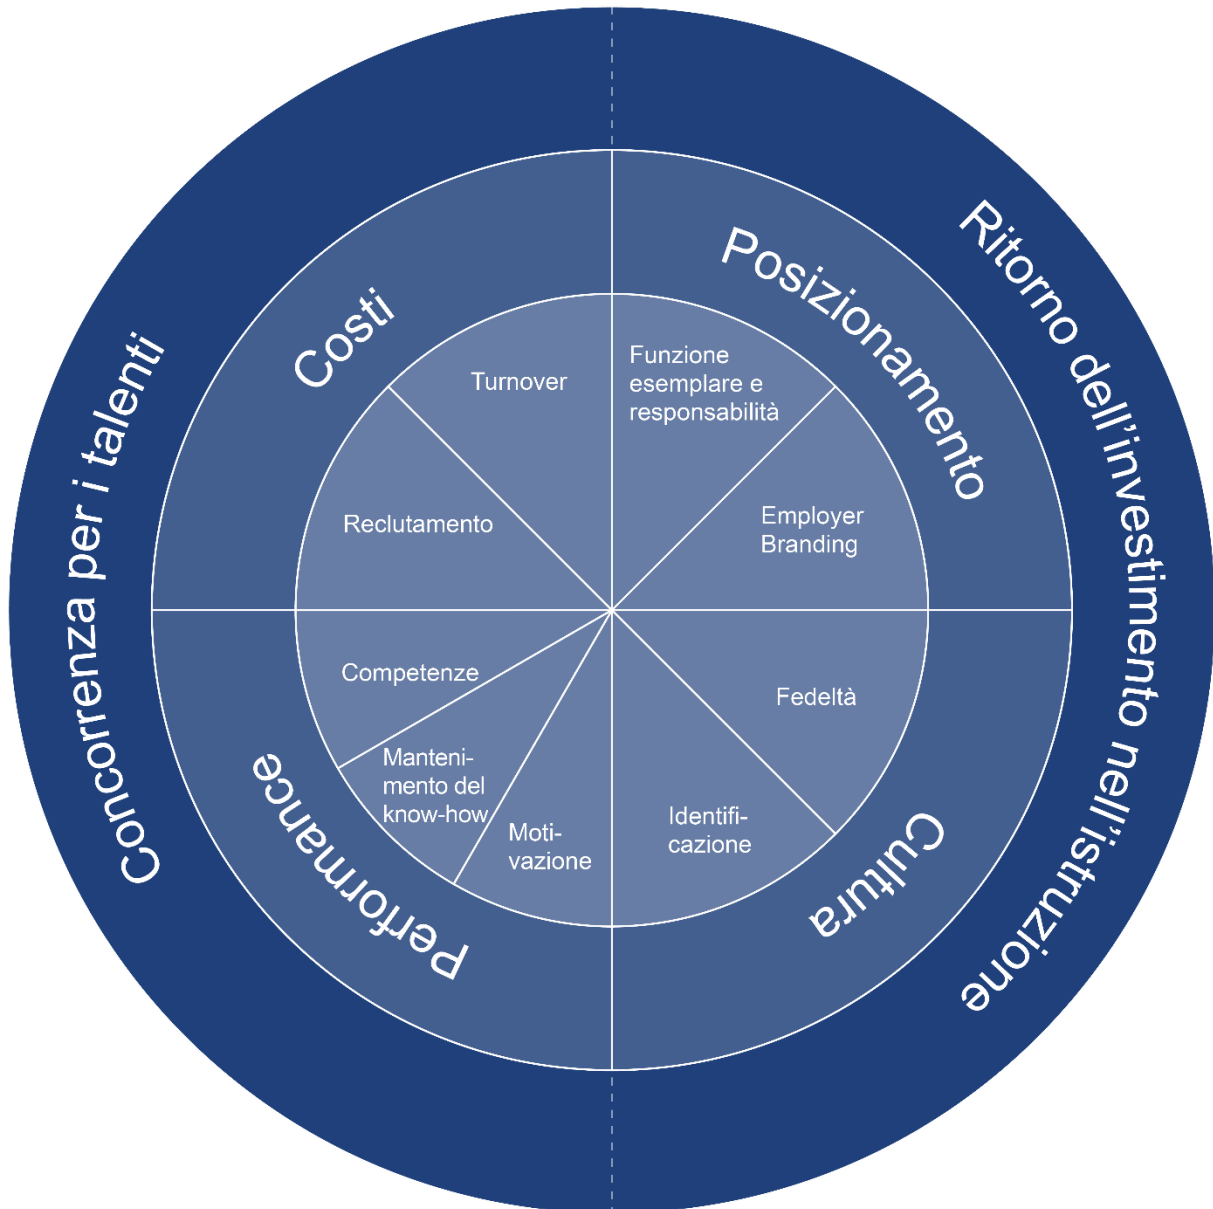 Concorrenza per i talenti
Ritorno dell'investimento nell'istruzione
Costi
Posizionamento
Performance
Cultura
Turnover
Funzione
esemplare e
responsabilità
Reclutamento
Employer
Branding
Competenze
Fedeltà
Manteni-
mento del
know-how
Moti-
vazione
Identifi-
cazione